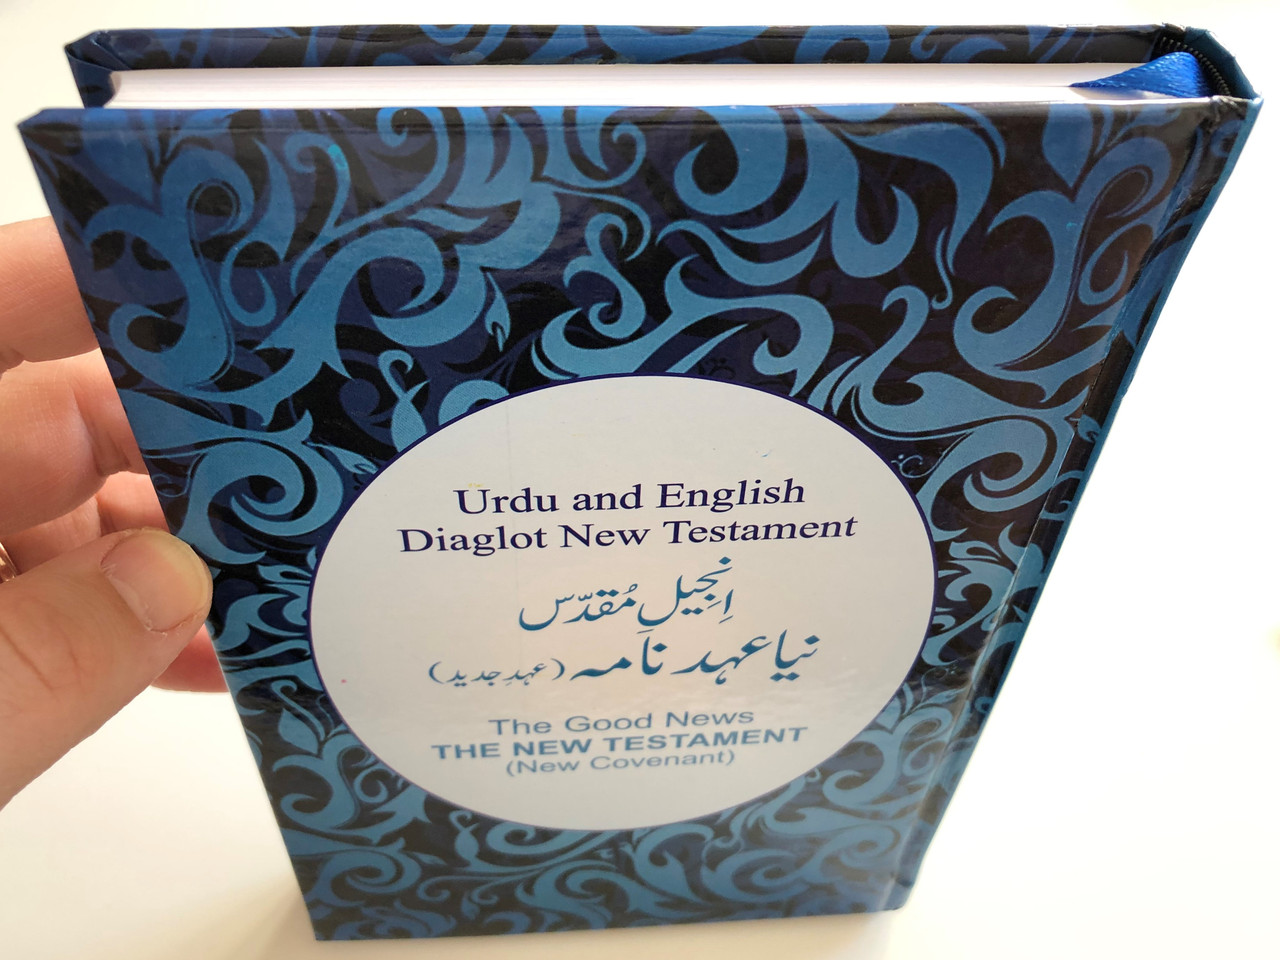 Urdu and English
Diaglot New Testament
اِنجیلِ مُقدّس
نیا عہد نامہ (عہدِ جدید)
The Good News
THE NEW TESTAMENT
(New Covenant)